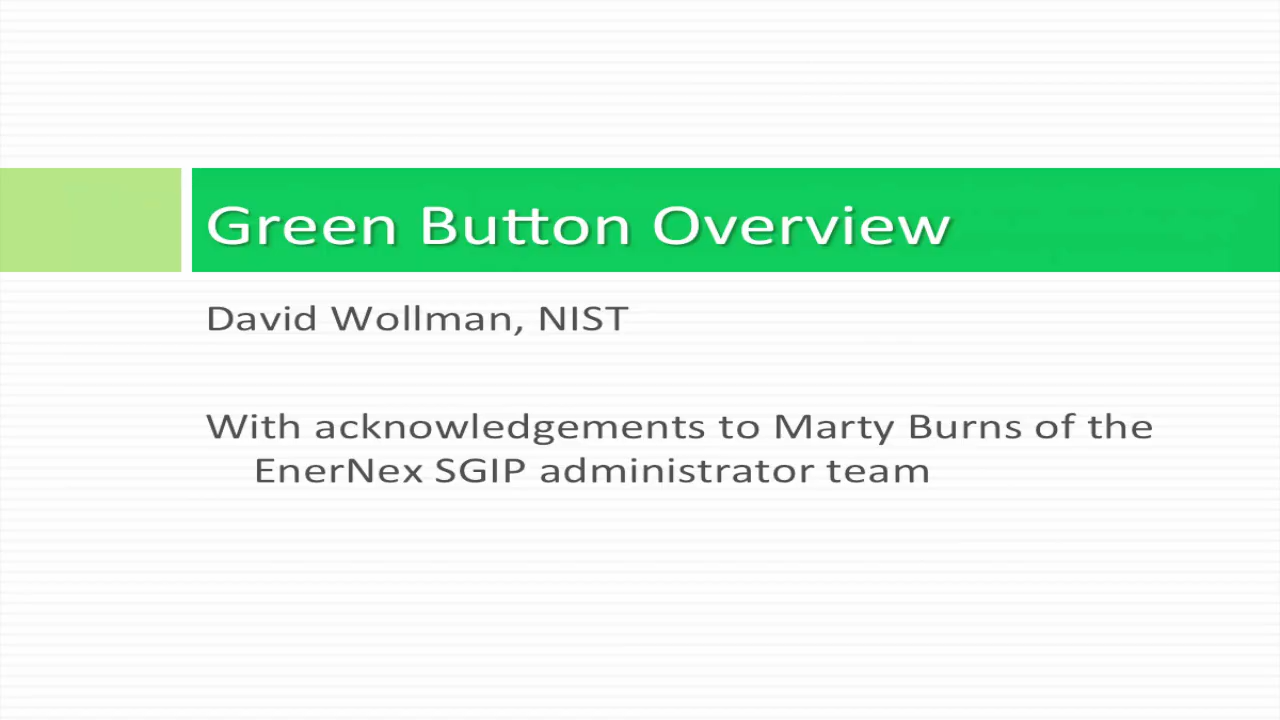 Green Button Overview
David Wollman, NIST
With acknowledgements to Marty Burns of the
EnerNex SGIP administrator team